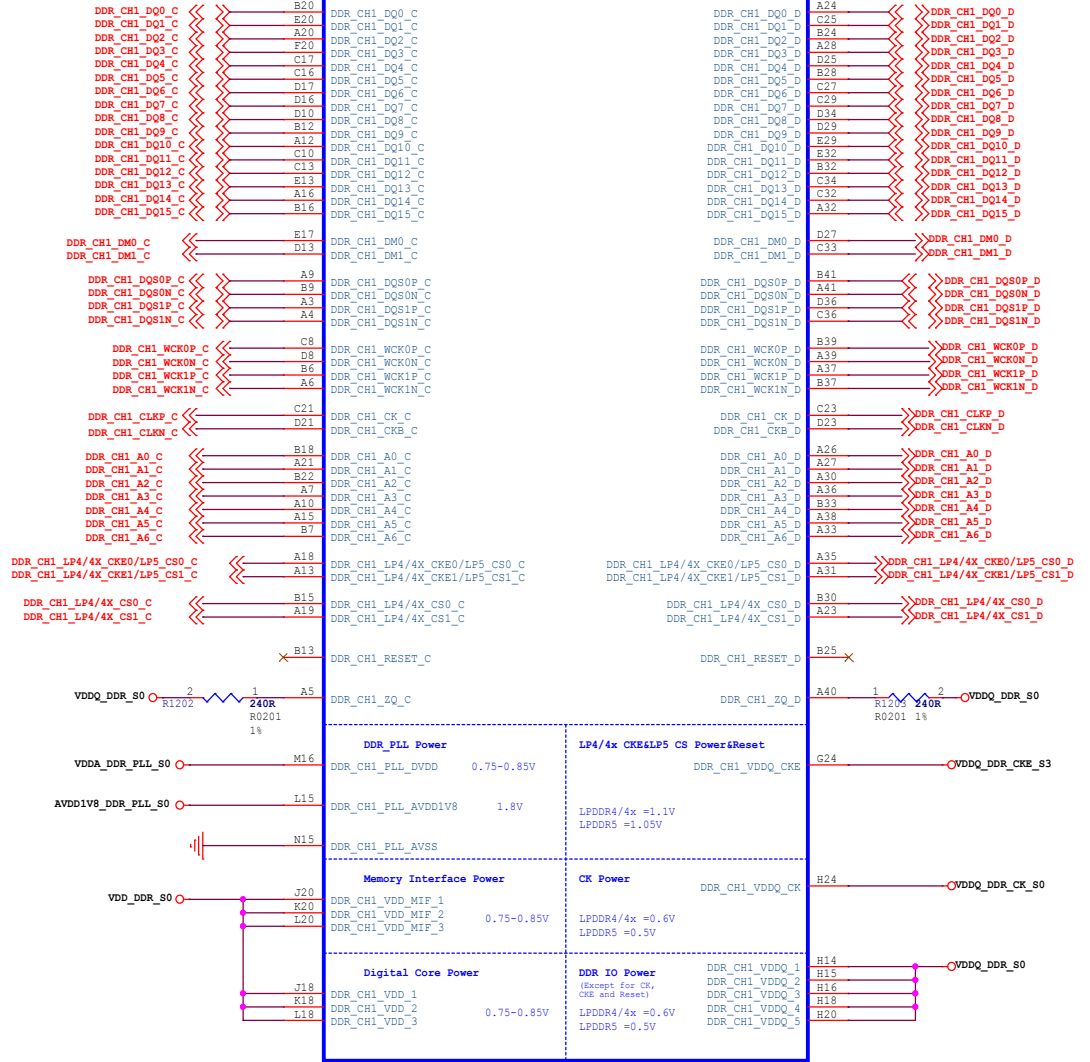 DDR_CH1_DQ0_C B20 DDR_CH1_DQ0_C DDR_CH1_DQ0_D A24 DDR_CH1_DQ0_D
DDR_CH1_DQ1_C E20 DDR_CH1_DQ1_C DDR_CH1_DQ1_D C25 DDR_CH1_DQ1_D
DDR_CH1_DQ2_C A20 DDR_CH1_DQ2_C DDR_CH1_DQ2_D B24 DDR_CH1_DQ2_D
DDR_CH1_DQ3_C F20 DDR_CH1_DQ3_C DDR_CH1_DQ3_D A28 DDR_CH1_DQ3_D
DDR_CH1_DQ4_C C17 DDR_CH1_DQ4_C DDR_CH1_DQ4_D D25 DDR_CH1_DQ4_D
DDR_CH1_DQ5_C C16 DDR_CH1_DQ5_C DDR_CH1_DQ5_D B28 DDR_CH1_DQ5_D
DDR_CH1_DQ6_C D17 DDR_CH1_DQ6_C DDR_CH1_DQ6_D C27 DDR_CH1_DQ6_D
DDR_CH1_DQ7_C D16 DDR_CH1_DQ7_C DDR_CH1_DQ7_D C29 DDR_CH1_DQ7_D
DDR_CH1_DQ8_C D10 DDR_CH1_DQ8_C DDR_CH1_DQ8_D D34 DDR_CH1_DQ8_D
DDR_CH1_DQ9_C B12 DDR_CH1_DQ9_C DDR_CH1_DQ9_D D29 DDR_CH1_DQ9_D
DDR_CH1_DQ10_C A12 DDR_CH1_DQ10_C DDR_CH1_DQ10_D E29 DDR_CH1_DQ10_D
DDR_CH1_DQ11_C C10 DDR_CH1_DQ11_C DDR_CH1_DQ11_D E32 DDR_CH1_DQ11_D
DDR_CH1_DQ12_C C13 DDR_CH1_DQ12_C DDR_CH1_DQ12_D B32 DDR_CH1_DQ12_D
DDR_CH1_DQ13_C E13 DDR_CH1_DQ13_C DDR_CH1_DQ13_D C34 DDR_CH1_DQ13_D
DDR_CH1_DQ14_C A16 DDR_CH1_DQ14_C DDR_CH1_DQ14_D C32 DDR_CH1_DQ14_D
DDR_CH1_DQ15_C B16 DDR_CH1_DQ15_C DDR_CH1_DQ15_D A32 DDR_CH1_DQ15_D
DDR_CH1_DM0_C E17 DDR_CH1_DM0_C DDR_CH1_DM0_D D27 DDR_CH1_DM0_D
DDR_CH1_DM1_C D13 DDR_CH1_DM1_C DDR_CH1_DM1_D C33 DDR_CH1_DM1_D
DDR_CH1_DQS0P_C A9 DDR_CH1_DQS0P_C DDR_CH1_DQS0P_D B41 DDR_CH1_DQS0P_D
DDR_CH1_DQS0N_C B9 DDR_CH1_DQS0N_C DDR_CH1_DQS0N_D A41 DDR_CH1_DQS0N_D
DDR_CH1_DQS1P_C A3 DDR_CH1_DQS1P_C DDR_CH1_DQS1P_D D36 DDR_CH1_DQS1P_D
DDR_CH1_DQS1N_C A4 DDR_CH1_DQS1N_C DDR_CH1_DQS1N_D C36 DDR_CH1_DQS1N_D
DDR_CH1_WCK0P_C C8 DDR_CH1_WCK0P_C DDR_CH1_WCK0P_D B39 DDR_CH1_WCK0P_D
DDR_CH1_WCK0N_C D8 DDR_CH1_WCK0N_C DDR_CH1_WCK0N_D A39 DDR_CH1_WCK0N_D
DDR_CH1_WCK1P_C B6 DDR_CH1_WCK1P_C DDR_CH1_WCK1P_D A37 DDR_CH1_WCK1P_D
DDR_CH1_WCK1N_C A6 DDR_CH1_WCK1N_C DDR_CH1_WCK1N_D B37 DDR_CH1_WCK1N_D
DDR_CH1_CLKP_C C21 DDR_CH1_CK_C DDR_CH1_CK_D C23 DDR_CH1_CLKP_D
DDR_CH1_CLKN_C D21 DDR_CH1_CKB_C DDR_CH1_CKB_D D23 DDR_CH1_CLKN_D
DDR_CH1_A0_C B18 DDR_CH1_A0_C DDR_CH1_A0_D A26 DDR_CH1_A0_D
DDR_CH1_A1_C A21 DDR_CH1_A1_C DDR_CH1_A1_D A27 DDR_CH1_A1_D
DDR_CH1_A2_C B22 DDR_CH1_A2_C DDR_CH1_A2_D A30 DDR_CH1_A2_D
DDR_CH1_A3_C A7 DDR_CH1_A3_C DDR_CH1_A3_D A36 DDR_CH1_A3_D
DDR_CH1_A4_C A10 DDR_CH1_A4_C DDR_CH1_A4_D B33 DDR_CH1_A4_D
DDR_CH1_A5_C A15 DDR_CH1_A5_C DDR_CH1_A5_D A38 DDR_CH1_A5_D
DDR_CH1_A6_C B7 DDR_CH1_A6_C DDR_CH1_A6_D A33 DDR_CH1_A6_D
DDR_CH1_LP4/4X_CKE0/LP5_CS0_C A18 DDR_CH1_LP4/4X_CKE0/LP5_CS0_C DDR_CH1_LP4/4X_CKE0/LP5_CS0_D A35 DDR_CH1_LP4/4X_CKE0/LP5_CS0_D
DDR_CH1_LP4/4X_CKE1/LP5_CS1_C A13 DDR_CH1_LP4/4X_CKE1/LP5_CS1_C DDR_CH1_LP4/4X_CKE1/LP5_CS1_D A31 DDR_CH1_LP4/4X_CKE1/LP5_CS1_D
DDR_CH1_LP4/4X_CS0_C B15 DDR_CH1_LP4/4X_CS0_C DDR_CH1_LP4/4X_CS0_D B30 DDR_CH1_LP4/4X_CS0_D
DDR_CH1_LP4/4X_CS1_C A19 DDR_CH1_LP4/4X_CS1_C DDR_CH1_LP4/4X_CS1_D A23 DDR_CH1_LP4/4X_CS1_D
B13 DDR_CH1_RESET_C DDR_CH1_RESET_D B25
VDDQ_DDR_S0 2 1 A5 DDR_CH1_ZQ_C DDR_CH1_ZQ_D A40 1 2 VDDQ_DDR_S0
R1202 240R R1203 240R
R0201 R0201 1%
1%
DDR_PLL Power LP4/4x CKE&LP5 CS Power&Reset
VDDA_DDR_PLL_S0 M16 DDR_CH1_PLL_DVDD 0.75-0.85V DDR_CH1_VDDQ_CKE G24 VDDQ_DDR_CKE_S3
AVDD1V8_DDR_PLL_S0 L15 DDR_CH1_PLL_AVDD1V8 1.8V LPDDR4/4x =1.1V
LPDDR5 =1.05V
N15 DDR_CH1_PLL_AVSS
Memory Interface Power CK Power
VDD_DDR_S0 J20 DDR_CH1_VDD_MIF_1 DDR_CH1_VDDQ_CK H24 VDDQ_DDR_CK_S0
K20 DDR_CH1_VDD_MIF_2 0.75-0.85V LPDDR4/4x =0.6V
L20 DDR_CH1_VDD_MIF_3 LPDDR5 =0.5V
Digital Core Power DDR IO Power DDR_CH1_VDDQ_1 H14 VDDQ_DDR_S0
(Except for CK, DDR_CH1_VDDQ_2 H15
J18 DDR_CH1_VDD_1 CKE and Reset) DDR_CH1_VDDQ_3 H16
K18 DDR_CH1_VDD_2 0.75-0.85V LPDDR4/4x =0.6V DDR_CH1_VDDQ_4 H18
L18 DDR_CH1_VDD_3 LPDDR5 =0.5V DDR_CH1_VDDQ_5 H20